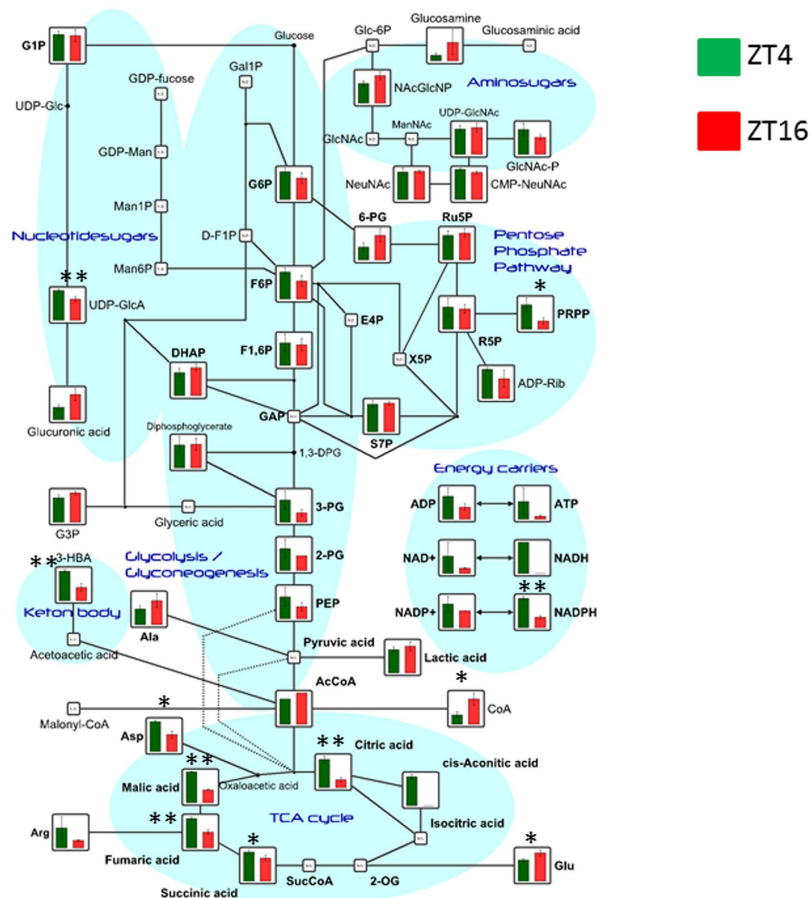 Glc-6P
Glucosamine
Glucosaminic acid
G1P
Glucose
ZT4
GDP-fucose
Gal1P
NAcGlcNP
Aminosugars
UDP-Glc
UDP-GlcNAc
ZT16
GlcNAc
ManNAc
GDP-Man
GlcNAc-P
G6P
NeuNAc
CMP-NeuNAc
Man1P
6-PG
Ru5P
Nucleotidesugars
D-F1P
Pentose
Phosphate
Pathway
Man6P
**
UDP-GlcA
F6P
*
E4P
PRPP
R5P
F1,6P
DHAP
X5P
ADP-Rib
GAP
Glucuronic acid
Diphosphoglycerate
S7P
1,3-DPG
Energy carriers
ADP
ATP
3-PG
G3P
Glyceric acid
**
3-HBA
Glycolysis /
Glyconeogenesis
2-PG
NAD+
NADH
**
Keton body
PEP
NADP+
NADPH
Ala
Acetoacetic acid
Pyruvic acid
Lactic acid
AcCoA
*
CoA
Malonyl-CoA
*
Asp
**
Citric acid
**
cis-Aconitic acid
Malic acid
Oxaloacetic acid
Arg
**
TCA cycle
Isocitric acid
Fumaric acid
*
*
Succinic acid
SucCoA
2-OG
Glu